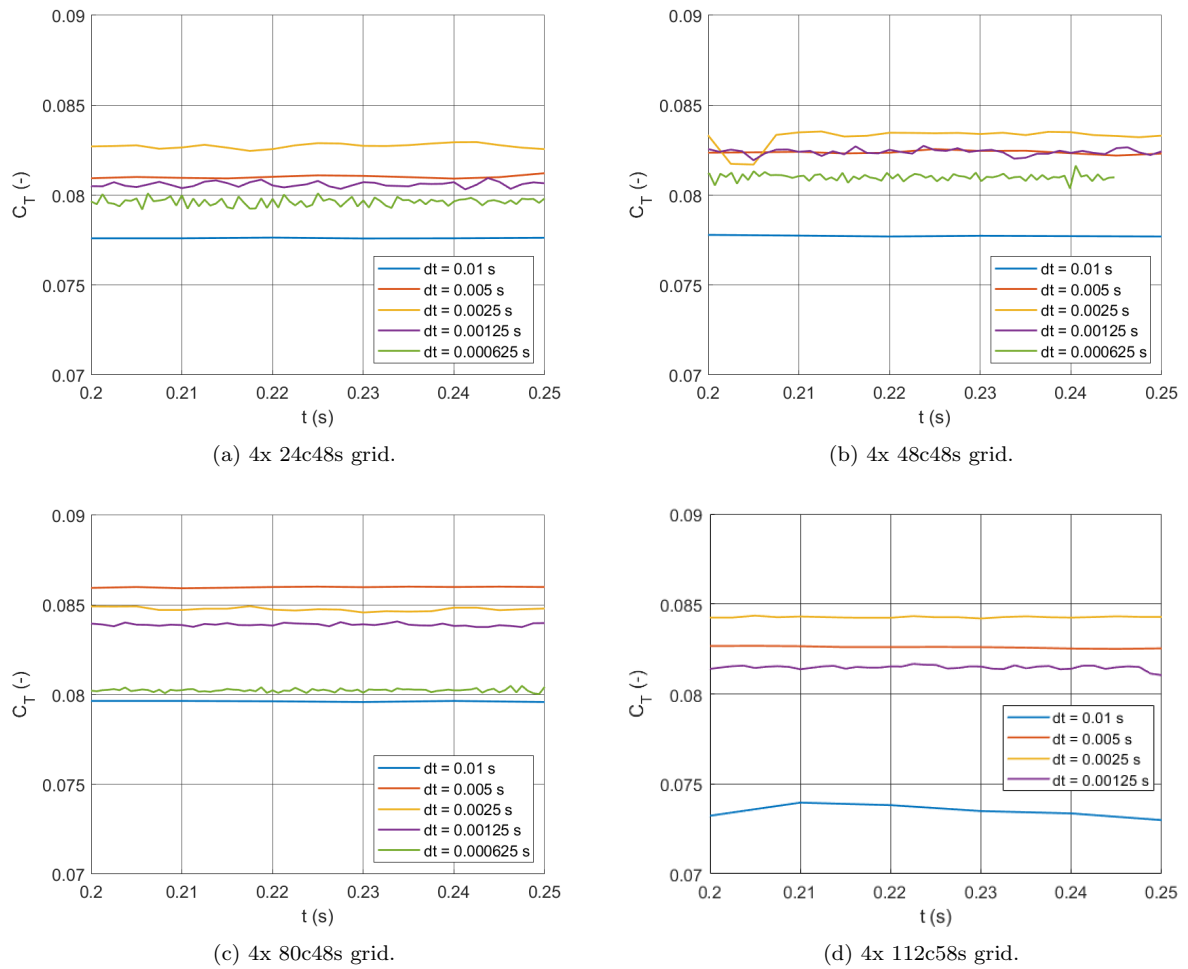 0.09
0.085
0.08
0.075
0.07
C_T (-)
0.2 0.21 0.22 0.23 0.24 0.25
t (s)
dt = 0.01 s
dt = 0.005 s
dt = 0.0025 s
dt = 0.00125 s
dt = 0.000625 s
(a) 4x 24c48s grid.
0.09
0.085
0.08
0.075
0.07
C_T (-)
0.2 0.21 0.22 0.23 0.24 0.25
t (s)
dt = 0.01 s
dt = 0.005 s
dt = 0.0025 s
dt = 0.00125 s
dt = 0.000625 s
(b) 4x 48c48s grid.
0.09
0.085
0.08
0.075
0.07
C_T (-)
0.2 0.21 0.22 0.23 0.24 0.25
t (s)
dt = 0.01 s
dt = 0.005 s
dt = 0.0025 s
dt = 0.00125 s
dt = 0.000625 s
(c) 4x 80c48s grid.
0.09
0.085
0.08
0.075
0.07
C_T (-)
0.2 0.21 0.22 0.23 0.24 0.25
t (s)
dt = 0.01 s
dt = 0.005 s
dt = 0.0025 s
dt = 0.00125 s
(d) 4x 112c58s grid.